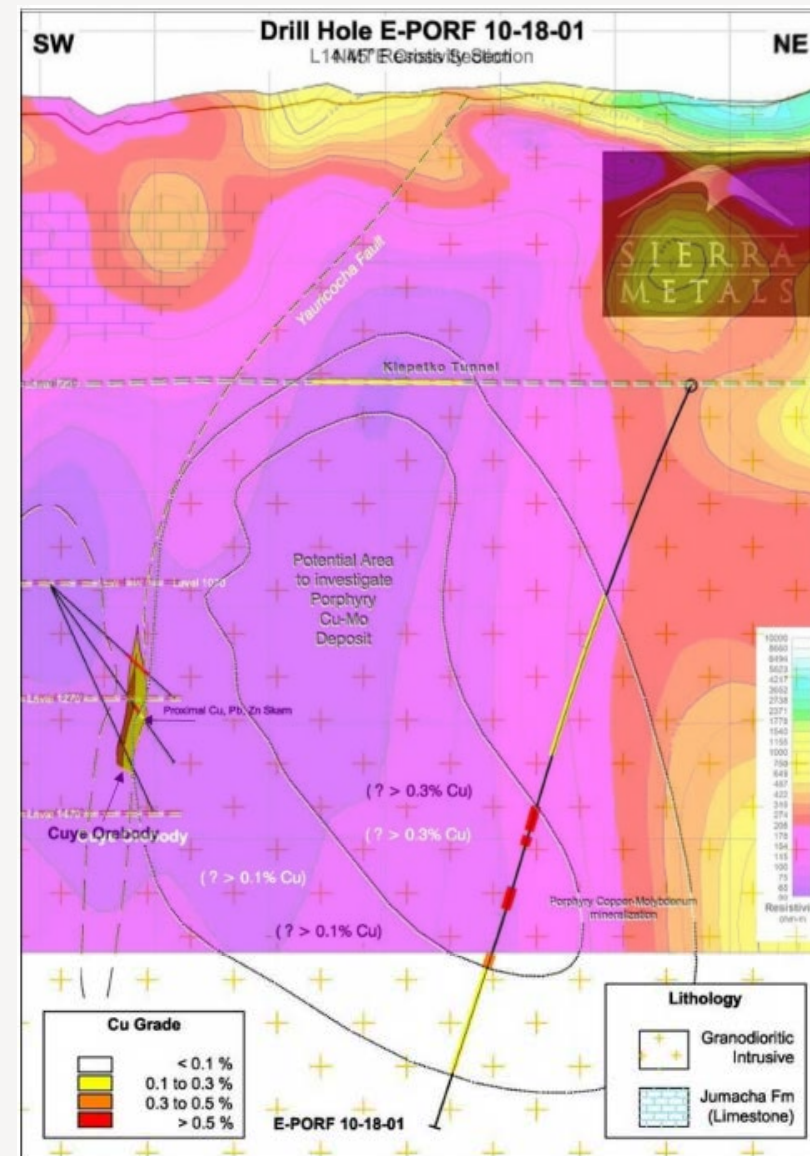 Drill Hole E-PORF 10-18-01
SW
NE
SIERRA
METALS
Yauricocha Fault
Klepetko Tunnel
Potential Area
to investigate
Porphyry
Cu-Mo
Deposit
Level 1070
Level 1270
Proximal Cu, Pb, Zn Skarn
Level 1470
Cuye Orebody
(? > 0.3% Cu)
(? > 0.3% Cu)
(? > 0.1% Cu)
(? > 0.1% Cu)
Porphyry Copper-Molybdenum
mineralization
Cu Grade
< 0.1 %
0.1 to 0.3 %
0.3 to 0.5 %
> 0.5 %
E-PORF 10-18-01
Lithology
Granodioritic
Intrusive
Jumacha Fm
(Limestone)